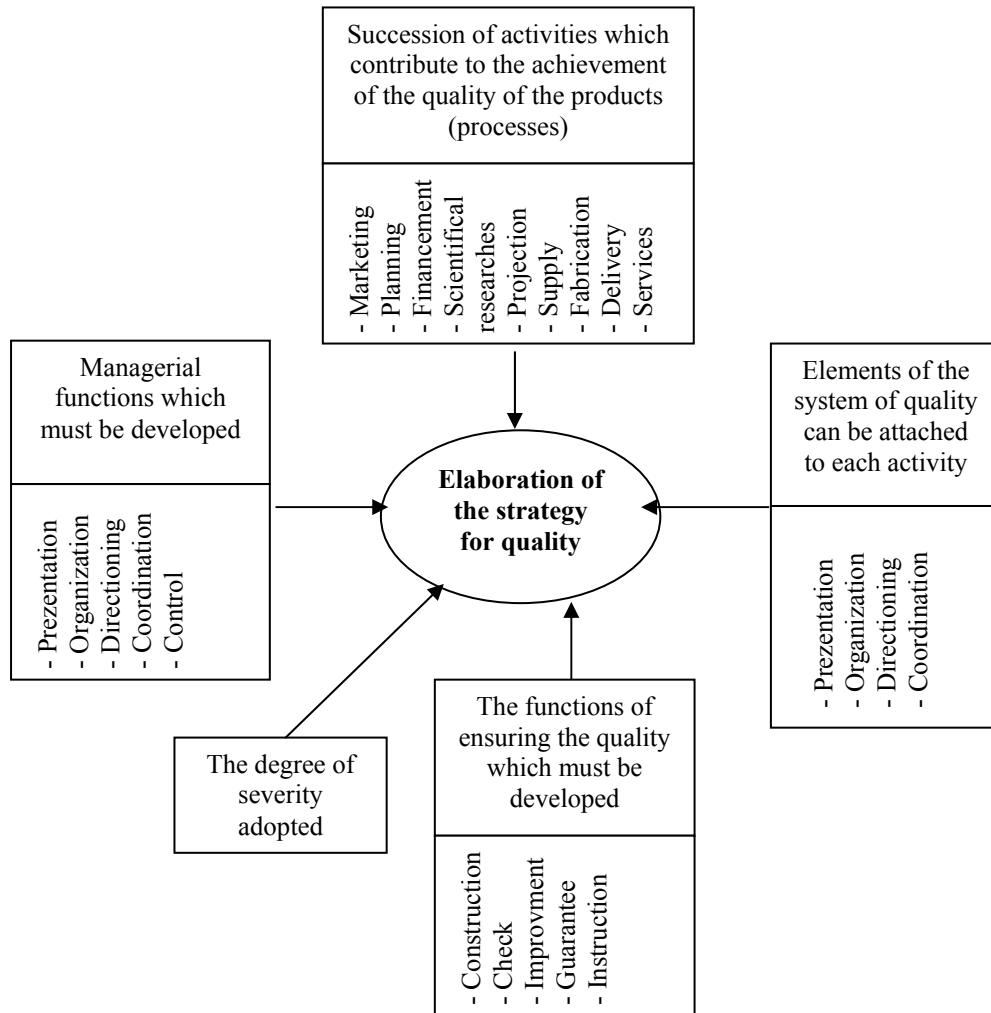 Succession of activities which
contribute to the achievement
of the quality of the products
(processes)
- Marketing
- Planning
- Financement
- Scientifical
researches
- Projection
- Supply
- Fabrication
- Delivery
- Services
Managerial
functions which
must be developed
- Prezentation
- Organization
- Directioning
- Coordination
- Control
Elaboration of
the strategy
for quality
Elements of the
system of quality
can be attached
to each activity
- Prezentation
- Organization
- Directioning
- Coordination
The degree of
severity
adopted
The functions of
ensuring the quality
which must be
developed
- Construction
- Check
- Improvment
- Guarantee
- Instruction